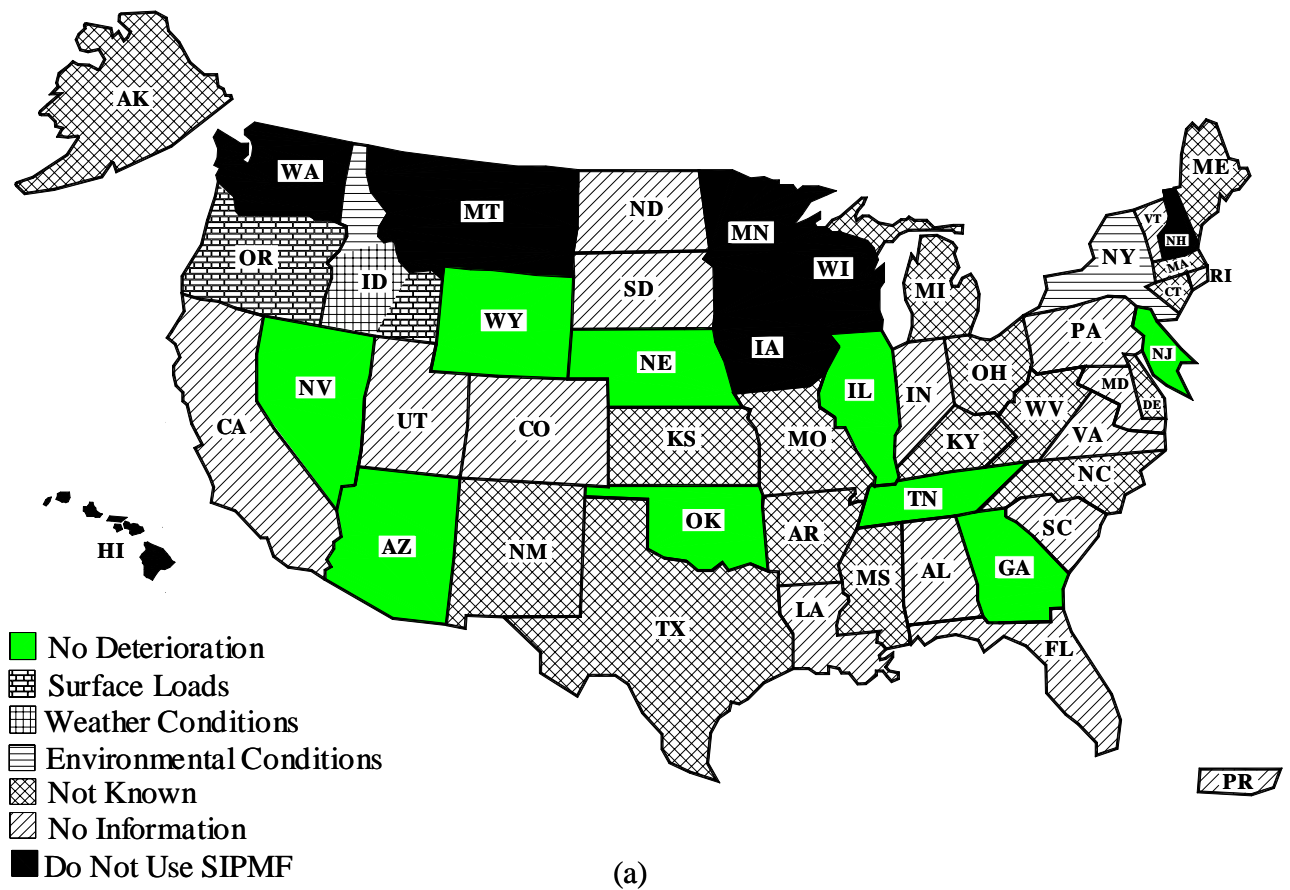 AK
WA
MT
ND
MN
ME
VT
NH
NY
MA
RI
CT
OR
ID
SD
WI
MI
WY
IA
PA
NJ
NV
NE
IL
IN
OH
MD
DE
CA
UT
CO
KS
MO
WV
VA
KY
NC
TN
AZ
NM
OK
AR
SC
HI
MS
AL
GA
LA
TX
FL
PR
No Deterioration
Surface Loads
Weather Conditions
Environmental Conditions
Not Known
No Information
Do Not Use SIPMF
(a)